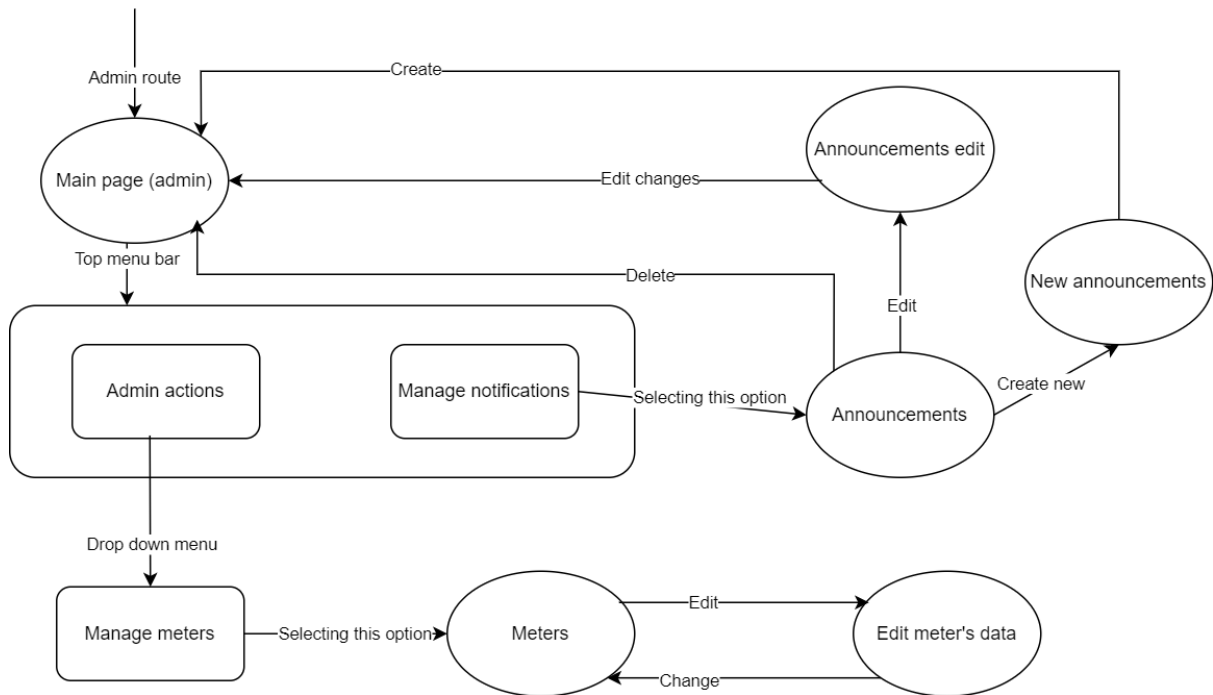 Create
Admin route
Announcements edit
Main page (admin)
Edit changes
Top menu bar
Delete
New announcements
Edit
Admin actions
Manage notifications
Selecting this option
Create new
Announcements
Drop down menu
Manage meters
Selecting this option
Meters
Edit
Edit meter's data
Change